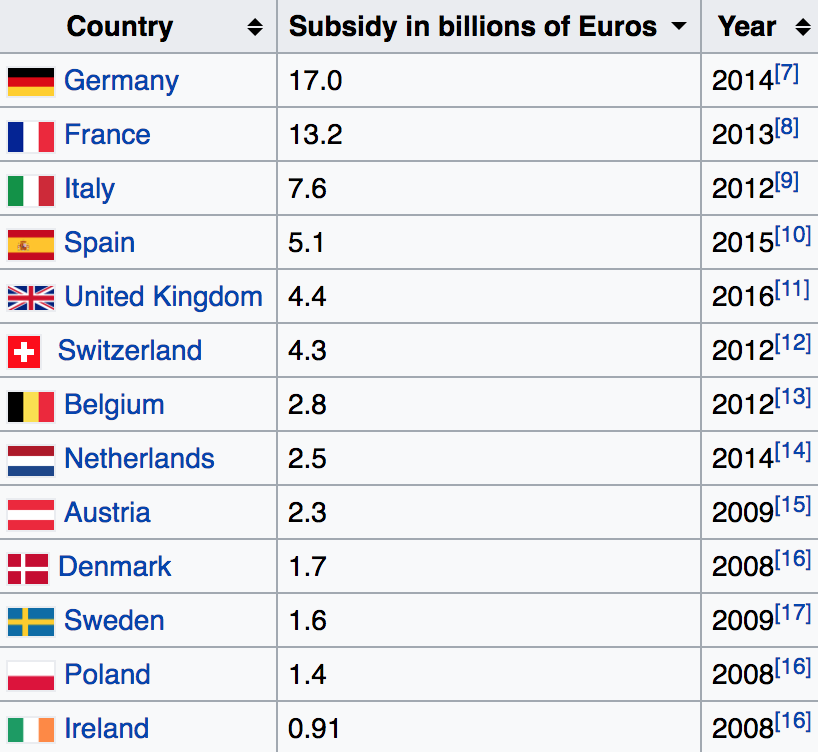 Country Subsidy in billions of Euros Year
Germany 17.0 2014[7]
France 13.2 2013[8]
Italy 7.6 2012[9]
Spain 5.1 2015[10]
United Kingdom 4.4 2016[11]
Switzerland 4.3 2012[12]
Belgium 2.8 2012[13]
Netherlands 2.5 2014[14]
Austria 2.3 2009[15]
Denmark 1.7 2008[16]
Sweden 1.6 2009[17]
Poland 1.4 2008[16]
Ireland 0.91 2008[16]